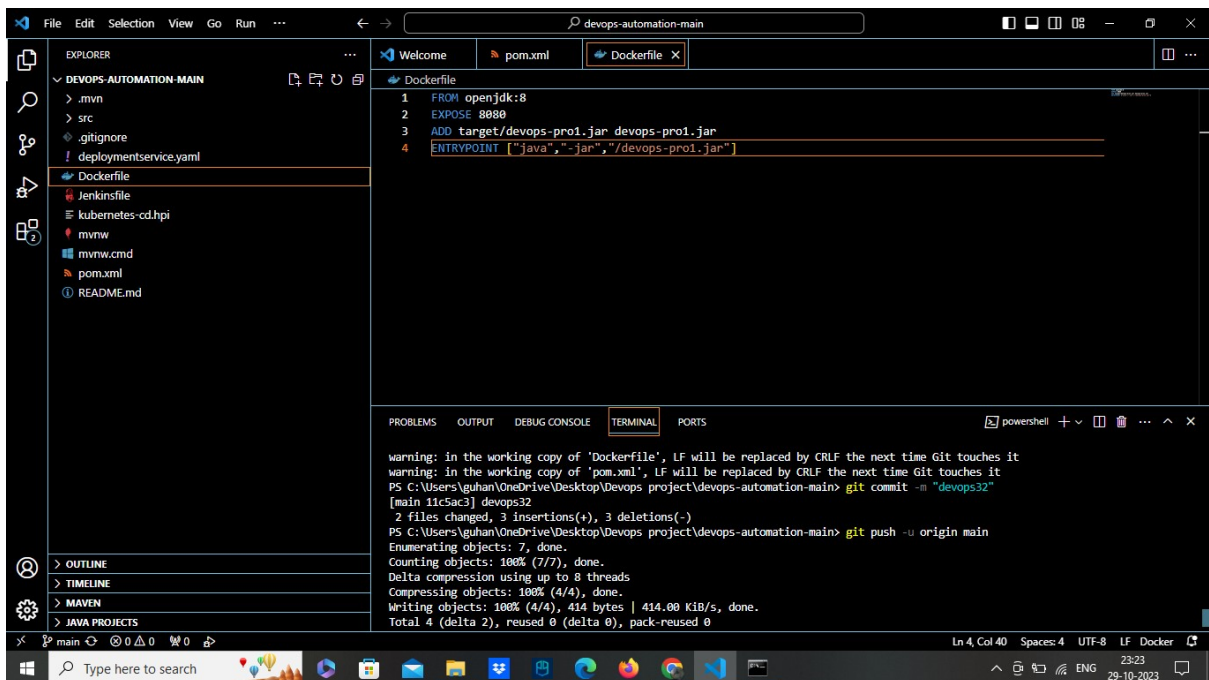 File Edit Selection View Go Run ···
devops-automation-main
EXPLORER
DEVOPS-AUTOMATION-MAIN
.mvn
src
.gitignore
deploymentservice.yaml
Dockerfile
Jenkinsfile
kubernetes-cd.hpi
mvnw
mvnw.cmd
pom.xml
README.md
OUTLINE
TIMELINE
MAVEN
JAVA PROJECTS
2
Welcome pom.xml Dockerfile
Dockerfile
1 FROM openjdk:8
2 EXPOSE 8080
3 ADD target/devops-pro1.jar devops-pro1.jar
4 ENTRYPOINT ["java","-jar","/devops-pro1.jar"]
PROBLEMS OUTPUT DEBUG CONSOLE TERMINAL PORTS powershell
warning: in the working copy of 'Dockerfile', LF will be replaced by CRLF the next time Git touches it
warning: in the working copy of 'pom.xml', LF will be replaced by CRLF the next time Git touches it
PS C:\Users\guhan\OneDrive\Desktop\Devops project\devops-automation-main> git commit -m "devops32"
[main 11c5ac3] devops32
2 files changed, 3 insertions(+), 3 deletions(-)
PS C:\Users\guhan\OneDrive\Desktop\Devops project\devops-automation-main> git push -u origin main
Enumerating objects: 7, done.
Counting objects: 100% (7/7), done.
Delta compression using up to 8 threads
Compressing objects: 100% (4/4), done.
Writing objects: 100% (4/4), 414 bytes | 414.00 KiB/s, done.
Total 4 (delta 2), reused 0 (delta 0), pack-reused 0
main 0 0 0 Ln 4, Col 40 Spaces: 4 UTF-8 LF Docker
Type here to search ENG 23:23
29-10-2023